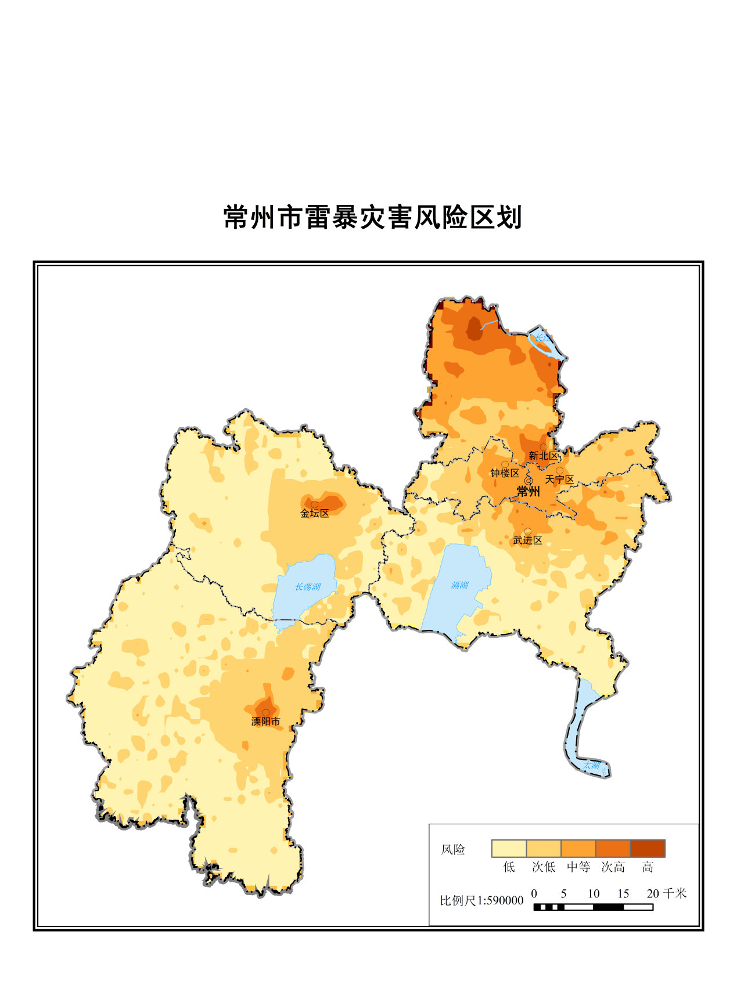 常州市雷暴灾害风险区划
长江
新北区
钟楼区
天宁区
常州
金坛区
武进区
长荡湖
滆湖
溧阳市
太湖
风险
低 次低 中等 次高 高
比例尺1:590000 0 5 10 15 20 千米